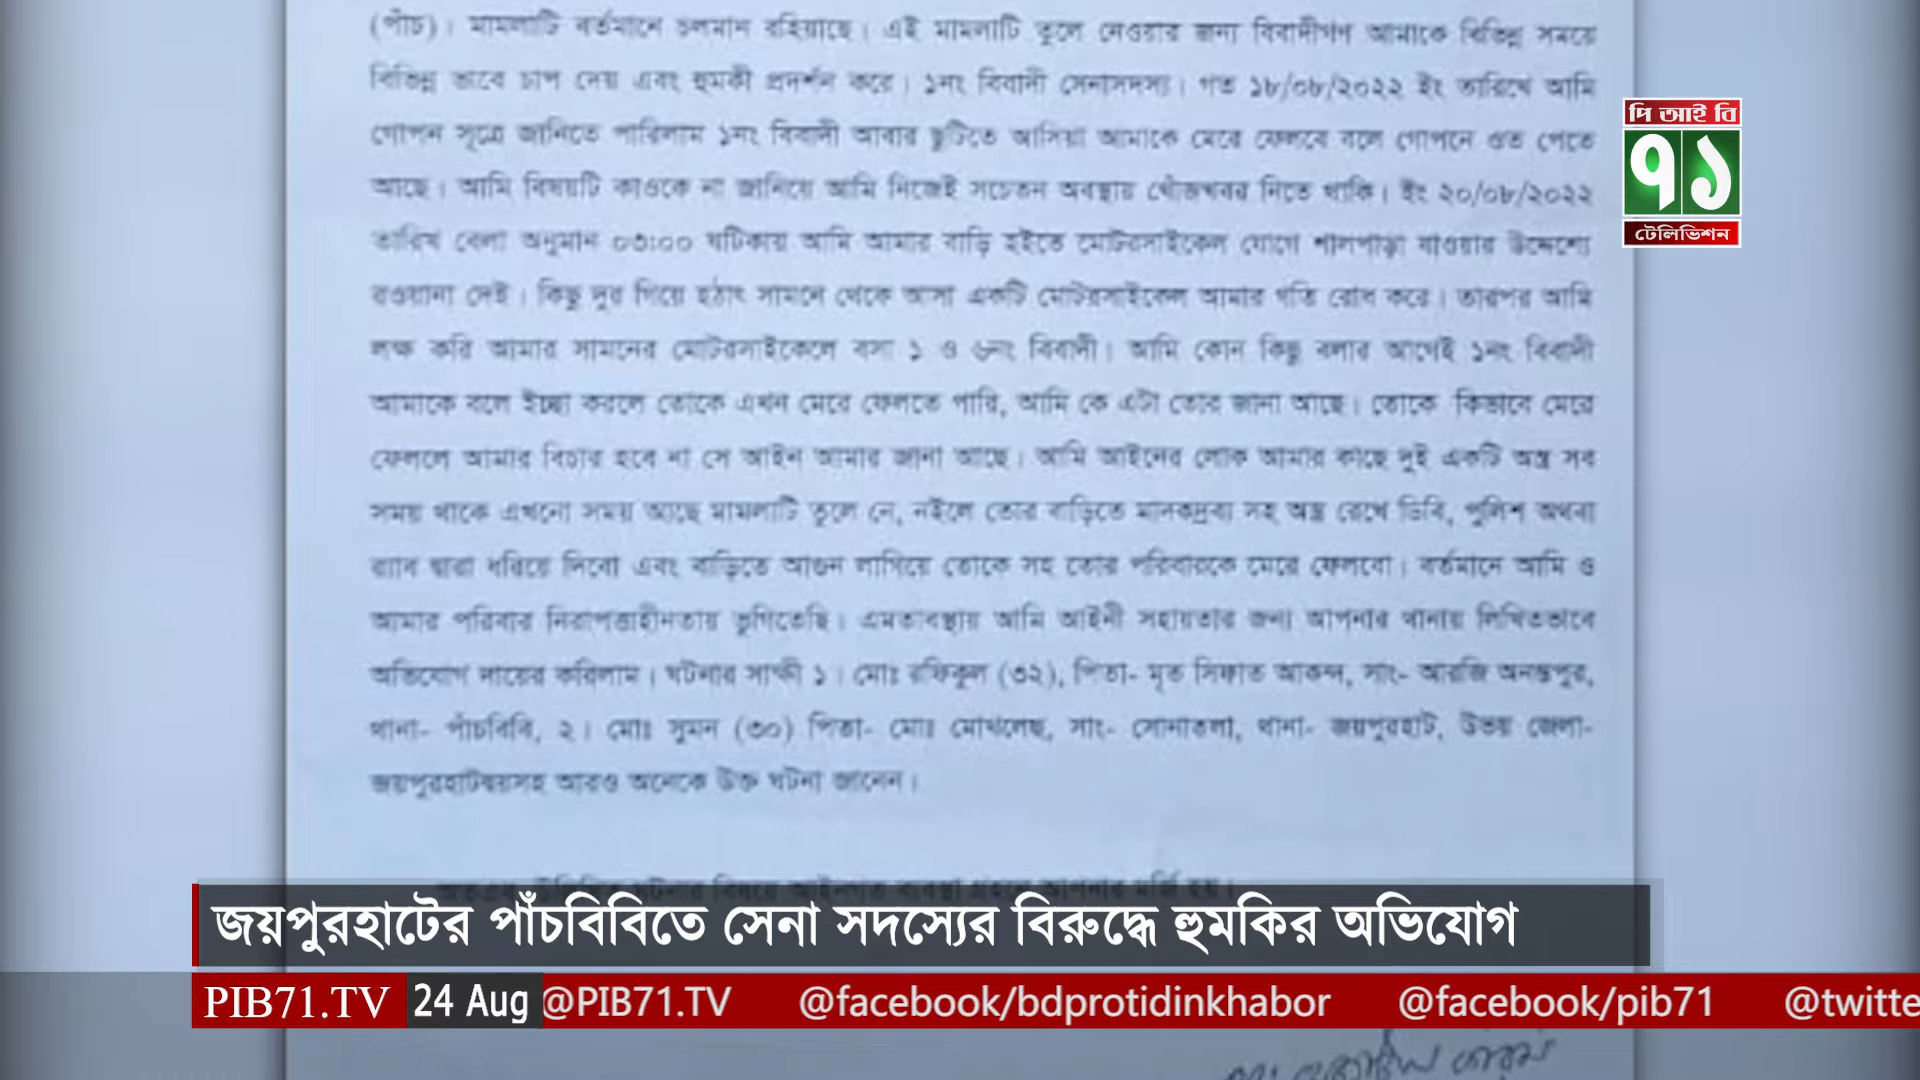 (পাঁচ)। মামলাটি বর্তমানে চলমান রহিয়াছে। এই মামলাটি তুলে নেওয়ার জন্য বিবাদীগণ আমাকে বিভিন্ন সময়ে
বিভিন্ন ভাবে চাপ দেয় এবং হুমকী প্রদর্শন করে। ১নং বিবাদী সেনাসদস্য। গত ১৮/০৮/২০২২ ইং তারিখে আমি
গোপন সূত্রে জানিতে পারিলাম ১নং বিবাদী আবার ছুটিতে আসিয়া আমাকে মেরে ফেলবে বলে গোপনে ওত পেতে
আছে। আমি বিষয়টি কাওকে না জানিয়ে আমি নিজেই সচেতন অবস্থায় খোঁজখবর নিতে থাকি। ইং ২০/০৮/২০২২
তারিখ বেলা অনুমান ০৩:০০ ঘটিকায় আমি আমার বাড়ি হইতে মোটরসাইকেল যোগে শালপাড়া যাওয়ার উদ্দেশ্যে
রওয়ানা দেই। কিছু দূর গিয়ে হঠাৎ সামনে থেকে আসা একটি মোটরসাইকেল আমার গতি রোধ করে। তারপর আমি
লক্ষ করি আমার সামনের মোটরসাইকেলে বসা ১ ও ৬নং বিবাদী। আমি কোন কিছু বলার আগেই ১নং বিবাদী
আমাকে বলে ইচ্ছা করলে তোকে এখন মেরে ফেলতে পারি, আমি কে এটা তোর জানা আছে। তোকে কিভাবে মেরে
ফেললে আমার বিচার হবে না সে আইন আমার জানা আছে। আমি আইনের লোক আমার কাছে দুই একটি অস্ত্র সব
সময় থাকে এখনো সময় আছে মামলাটি তুলে নে, নইলে তোর বাড়িতে মাদকদ্রব্য সহ অস্ত্র রেখে ডিবি, পুলিশ অথবা
র‍্যাব দ্বারা ধরিয়ে দিবো এবং বাড়িতে আগুন লাগিয়ে তোকে সহ তোর পরিবারকে মেরে ফেলবো। বর্তমানে আমি ও
আমার পরিবার নিরাপত্তাহীনতায় ভুগিতেছি। এমতাবস্থায় আমি আইনী সহায়তার জন্য আপনার থানায় লিখিতভাবে
অভিযোগ দায়ের করিলাম। ঘটনার সাক্ষী ১। মোঃ রফিকুল (৩২), পিতা- মৃত সিফাত আকন্দ, সাং- আরজি অনন্তপুর,
থানা- পাঁচবিবি, ২। মোঃ সুমন (৩০) পিতা- মোঃ মোখলেছ, সাং- সোনাতলা, থানা- জয়পুরহাট, উভয় জেলা-
জয়পুরহাটদ্বয়সহ আরও অনেকে উক্ত ঘটনা জানেন।
পি আই বি
৭১
টেলিভিশন
জয়পুরহাটের পাঁচবিবিতে সেনা সদস্যের বিরুদ্ধে হুমকির অভিযোগ
PIB71.TV 24 Aug @PIB71.TV @facebook/bdprotidinkhabor @facebook/pib71 @twitte